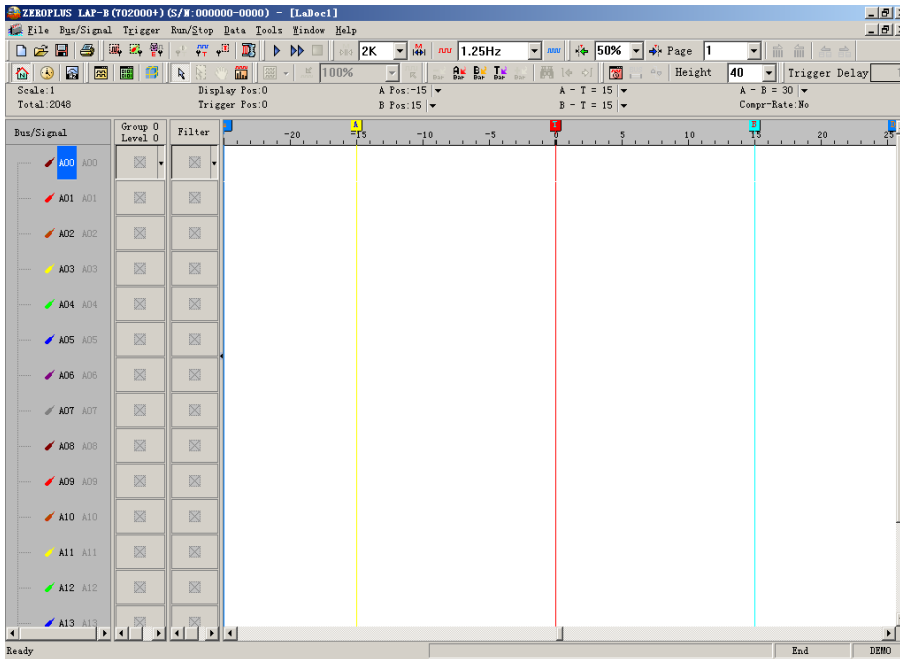 ZEROPLUS LAP-B(702000+)(S/N:000000-0000) - [LaDoc1]
File Bus/Signal Trigger Run/Stop Data Tools Window Help
2K 1.25Hz 50% Page 1
100% Bar Bar Bar Bar Height 40 Trigger Delay
Scale:1 Display Pos:0 A Pos:-15 A - T = 15 A - B = 30
Total:2048 Trigger Pos:0 B Pos:15 B - T = 15 Compr-Rate:No
Bus/Signal Group 0 Level 0 Filter
A T B
-20 -15 -10 -5 0 5 10 15 20 25
A00 A00
A01 A01
A02 A02
A03 A03
A04 A04
A05 A05
A06 A06
A07 A07
A08 A08
A09 A09
A10 A10
A11 A11
A12 A12
A13 A13
Ready End DEMO